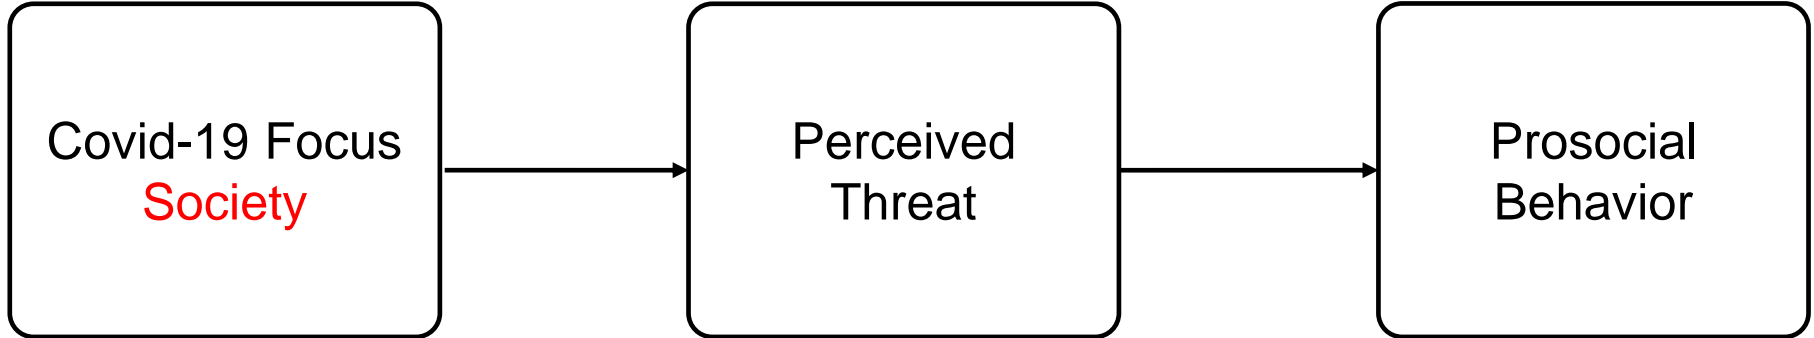 Covid-19 Focus
Society
Perceived
Threat
Prosocial
Behavior